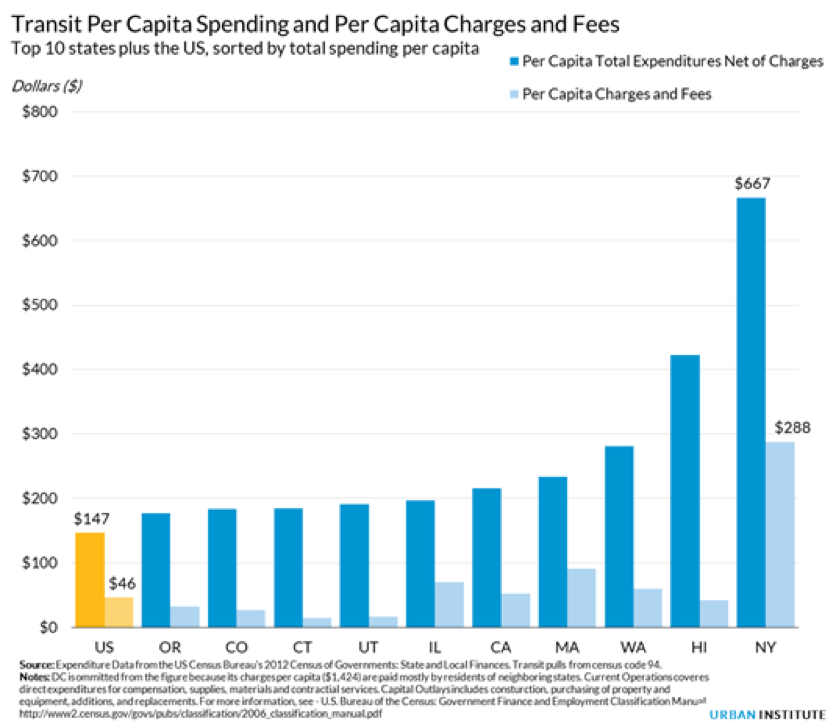 Transit Per Capita Spending and Per Capita Charges and Fees
Top 10 states plus the US, sorted by total spending per capita
Per Capita Total Expenditures Net of Charges
Dollars ($)
Per Capita Charges and Fees
$800
$700
$667
$600
$500
$400
$300
$288
$200
$147
$100
$46
$0
US OR CO CT UT IL CA MA WA HI NY
Source: Expenditure Data from the US Census Bureau's 2012 Census of Governments: State and Local Finances. Transit pulls from census code 94.
Notes: DC is ommitted from the figure because its charges per capita ($1,424) are paid mostly by residents of neighboring states. Current Operations covers
direct expenditures for compensation, supplies, materials and contractial services. Capital Outlays includes consturction, purchasing of property and
equipment, additions, and replacements. For more information, see - U.S. Bureau of the Census: Government Finance and Employment Classification Manual
http://www2.census.gov/govs/pubs/classification/2006_classification_manual.pdf
URBAN INSTITUTE